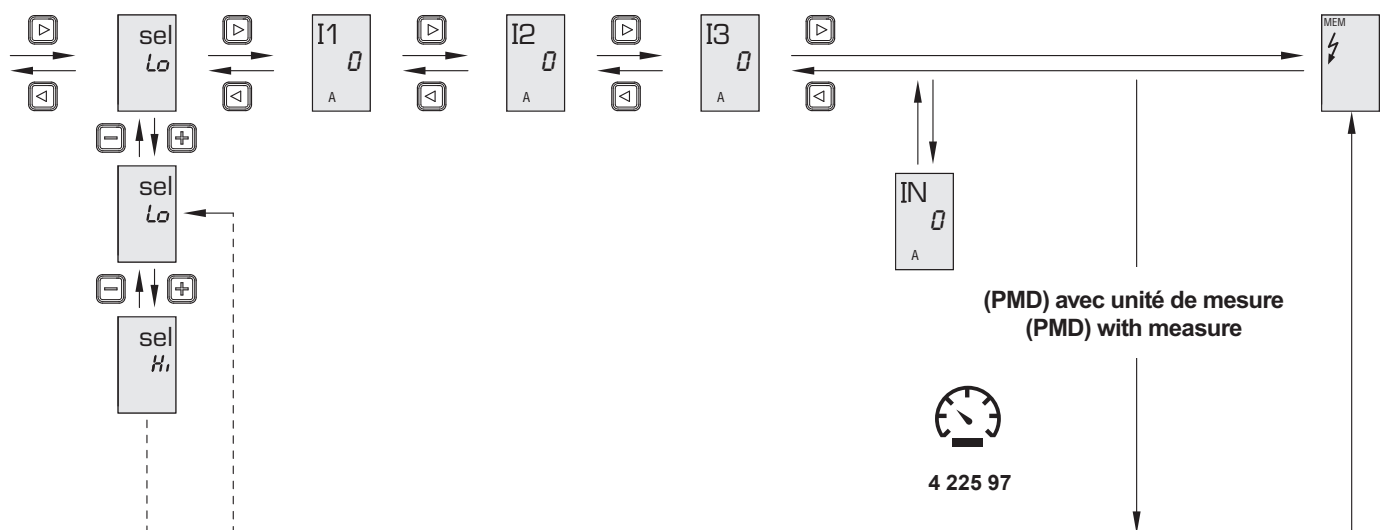 sel
Lo
I1
0
A
I2
0
A
I3
0
A
MEM
sel
Lo
IN
0
A
(PMD) avec unité de mesure
(PMD) with measure
sel
Hı
4 225 97